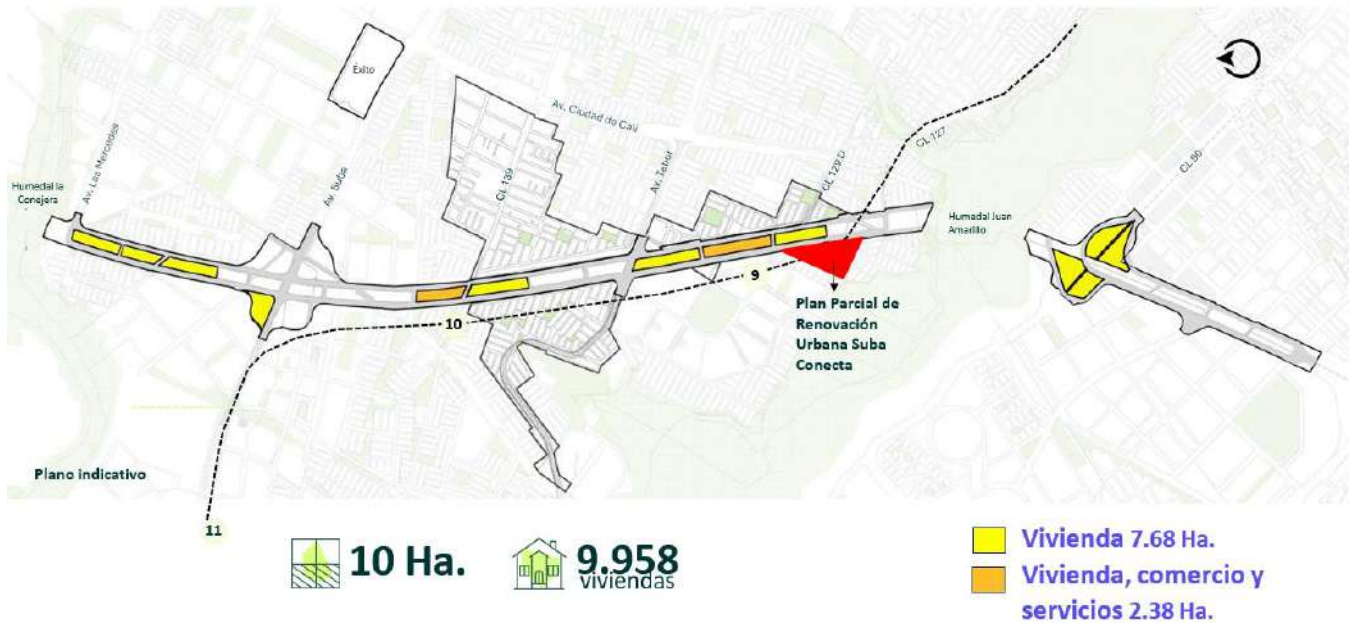 Éxito
Av. Ciudad de Cali
CL 127
Av. Las Mercedes
Av. Suba
CL 139
Av. Tabor
CL 129 D
CL 80
Humedal la
Conejera
Humedal Juan
Amarillo
9
10
11
Plan Parcial de
Renovación
Urbana Suba
Conecta
Plano indicativo
10 Ha.
9.958
viviendas
Vivienda 7.68 Ha.
Vivienda, comercio y
servicios 2.38 Ha.